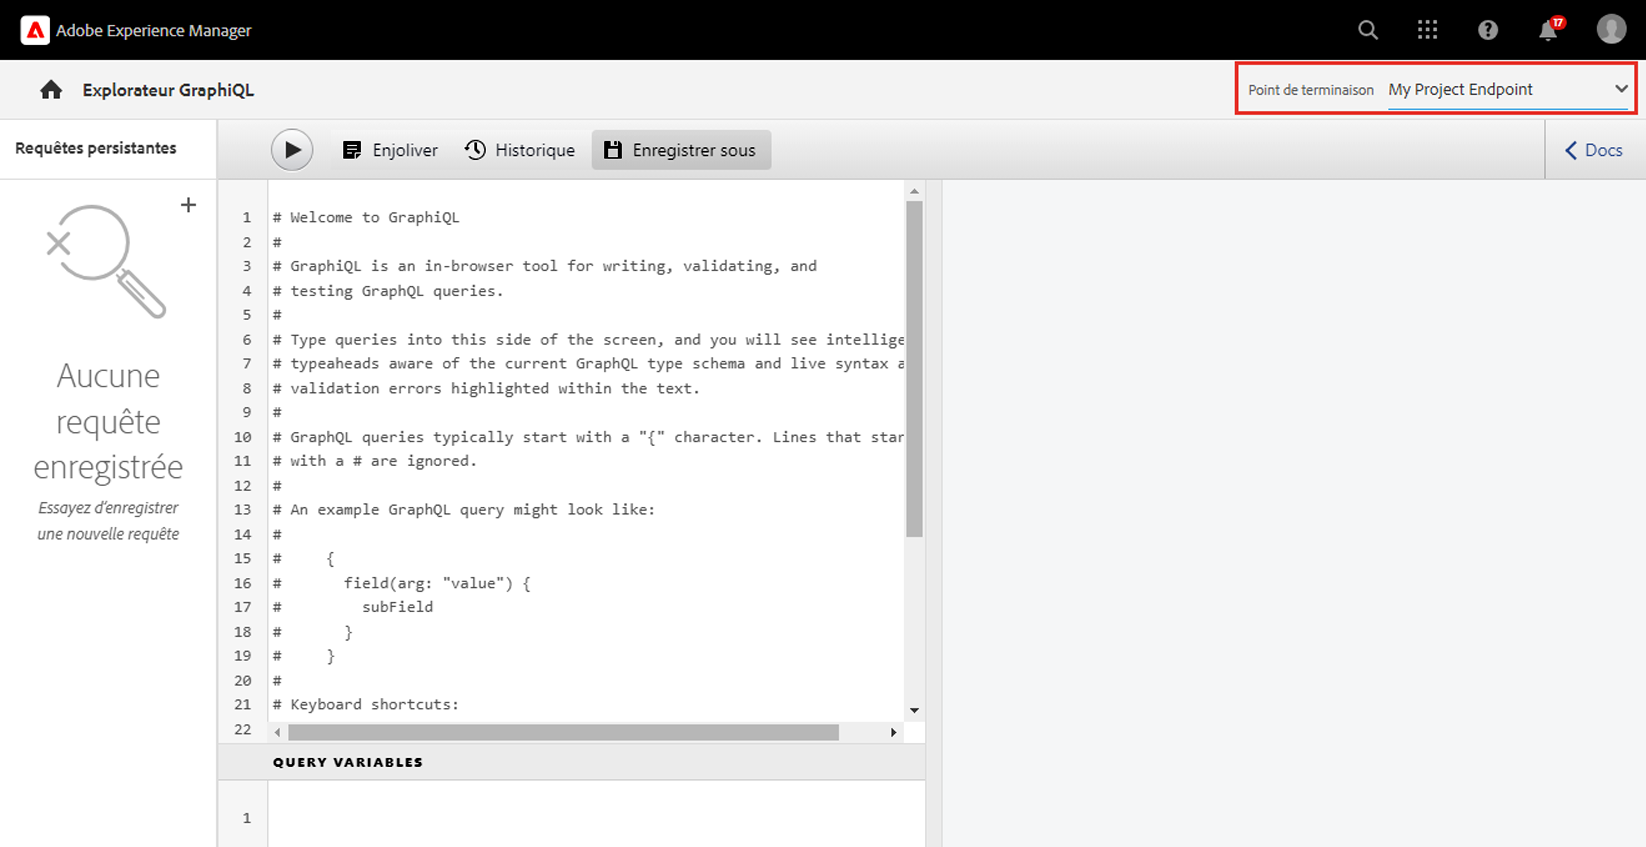 Adobe Experience Manager
17
Explorateur GraphiQL
Point de terminaison My Project Endpoint
Requêtes persistantes
Enjoliver Historique Enregistrer sous
Docs
Aucune
requête
enregistrée
Essayez d'enregistrer
une nouvelle requête
1 # Welcome to GraphiQL
2 #
3 # GraphiQL is an in-browser tool for writing, validating, and
4 # testing GraphQL queries.
5 #
6 # Type queries into this side of the screen, and you will see intellige
7 # typeaheads aware of the current GraphQL type schema and live syntax a
8 # validation errors highlighted within the text.
9 #
10 # GraphQL queries typically start with a "{" character. Lines that star
11 # with a # are ignored.
12 #
13 # An example GraphQL query might look like:
14 #
15 #     {
16 #       field(arg: "value") {
17 #         subField
18 #       }
19 #     }
20 #
21 # Keyboard shortcuts:
22
QUERY VARIABLES
1